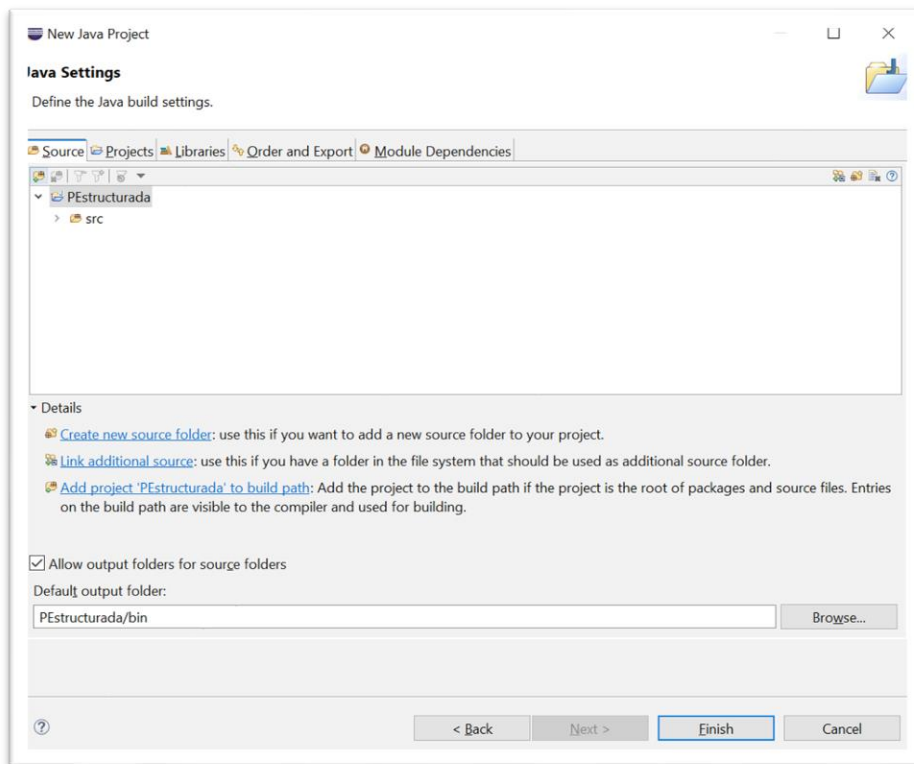 New Java Project
Java Settings
Define the Java build settings.
Source Projects Libraries Order and Export Module Dependencies
PEstructurada
src
Details
Create new source folder: use this if you want to add a new source folder to your project.
Link additional source: use this if you have a folder in the file system that should be used as additional source folder.
Add project 'PEstructurada' to build path: Add the project to the build path if the project is the root of packages and source files. Entries
on the build path are visible to the compiler and used for building.
Allow output folders for source folders
Default output folder:
PEstructurada/bin
Browse...
< Back Next > Finish Cancel